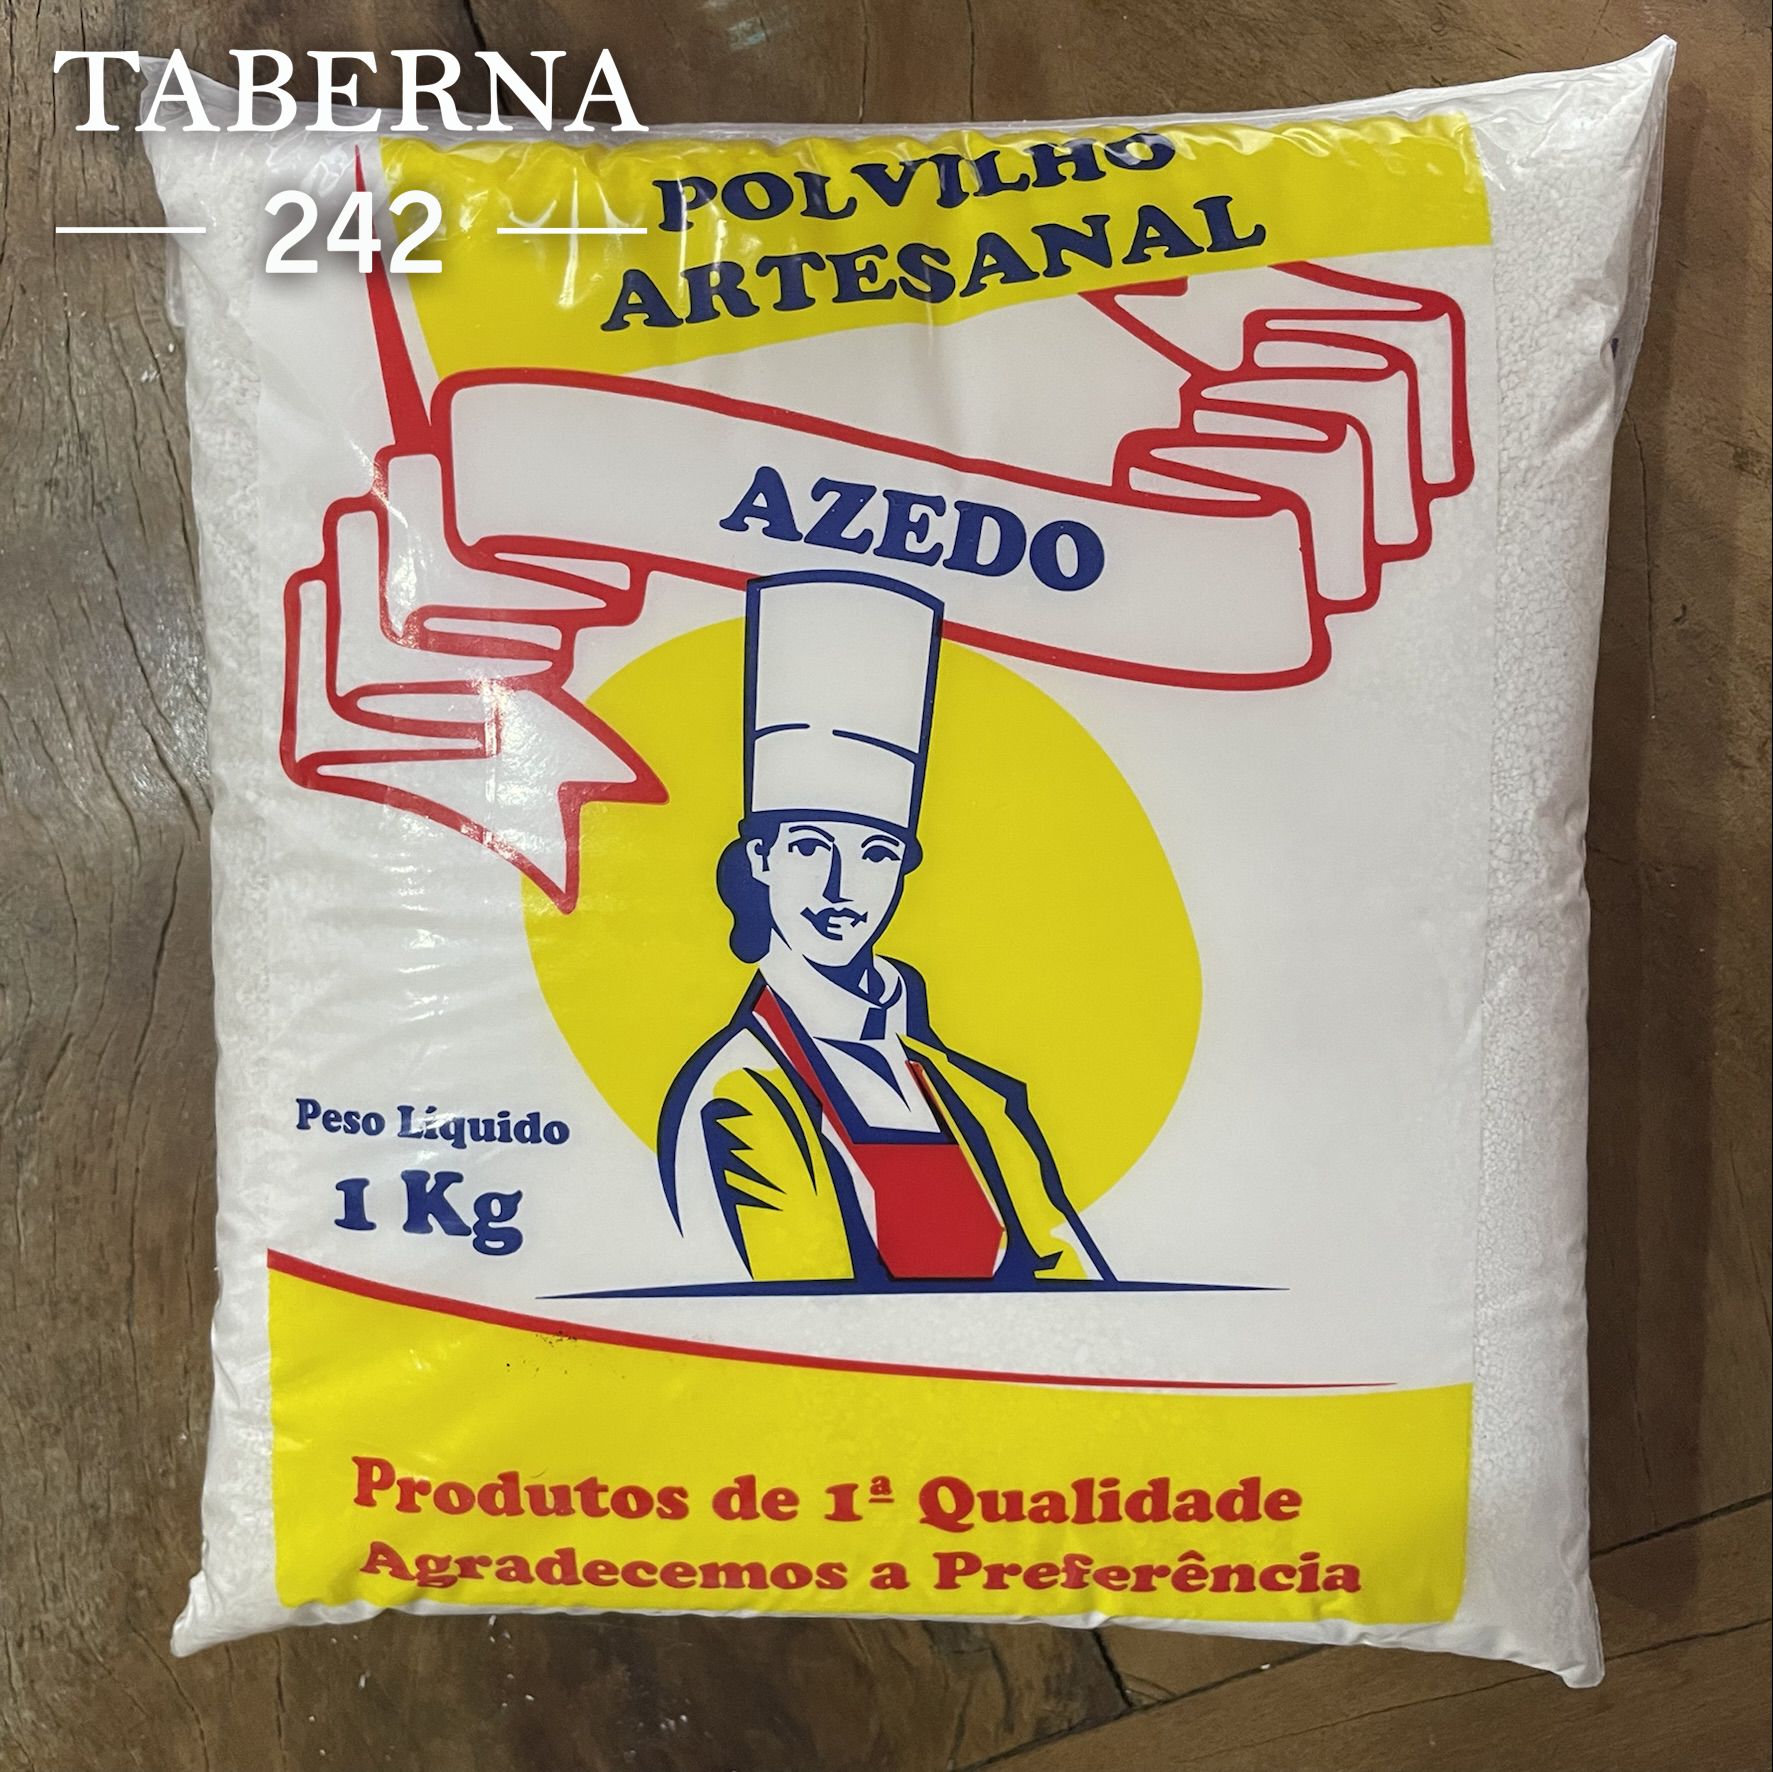 TABERNA
242
POLVILHO
ARTESANAL
AZEDO
Peso Líquido
1 Kg
Produtos de 1ª Qualidade
Agradecemos a Preferência